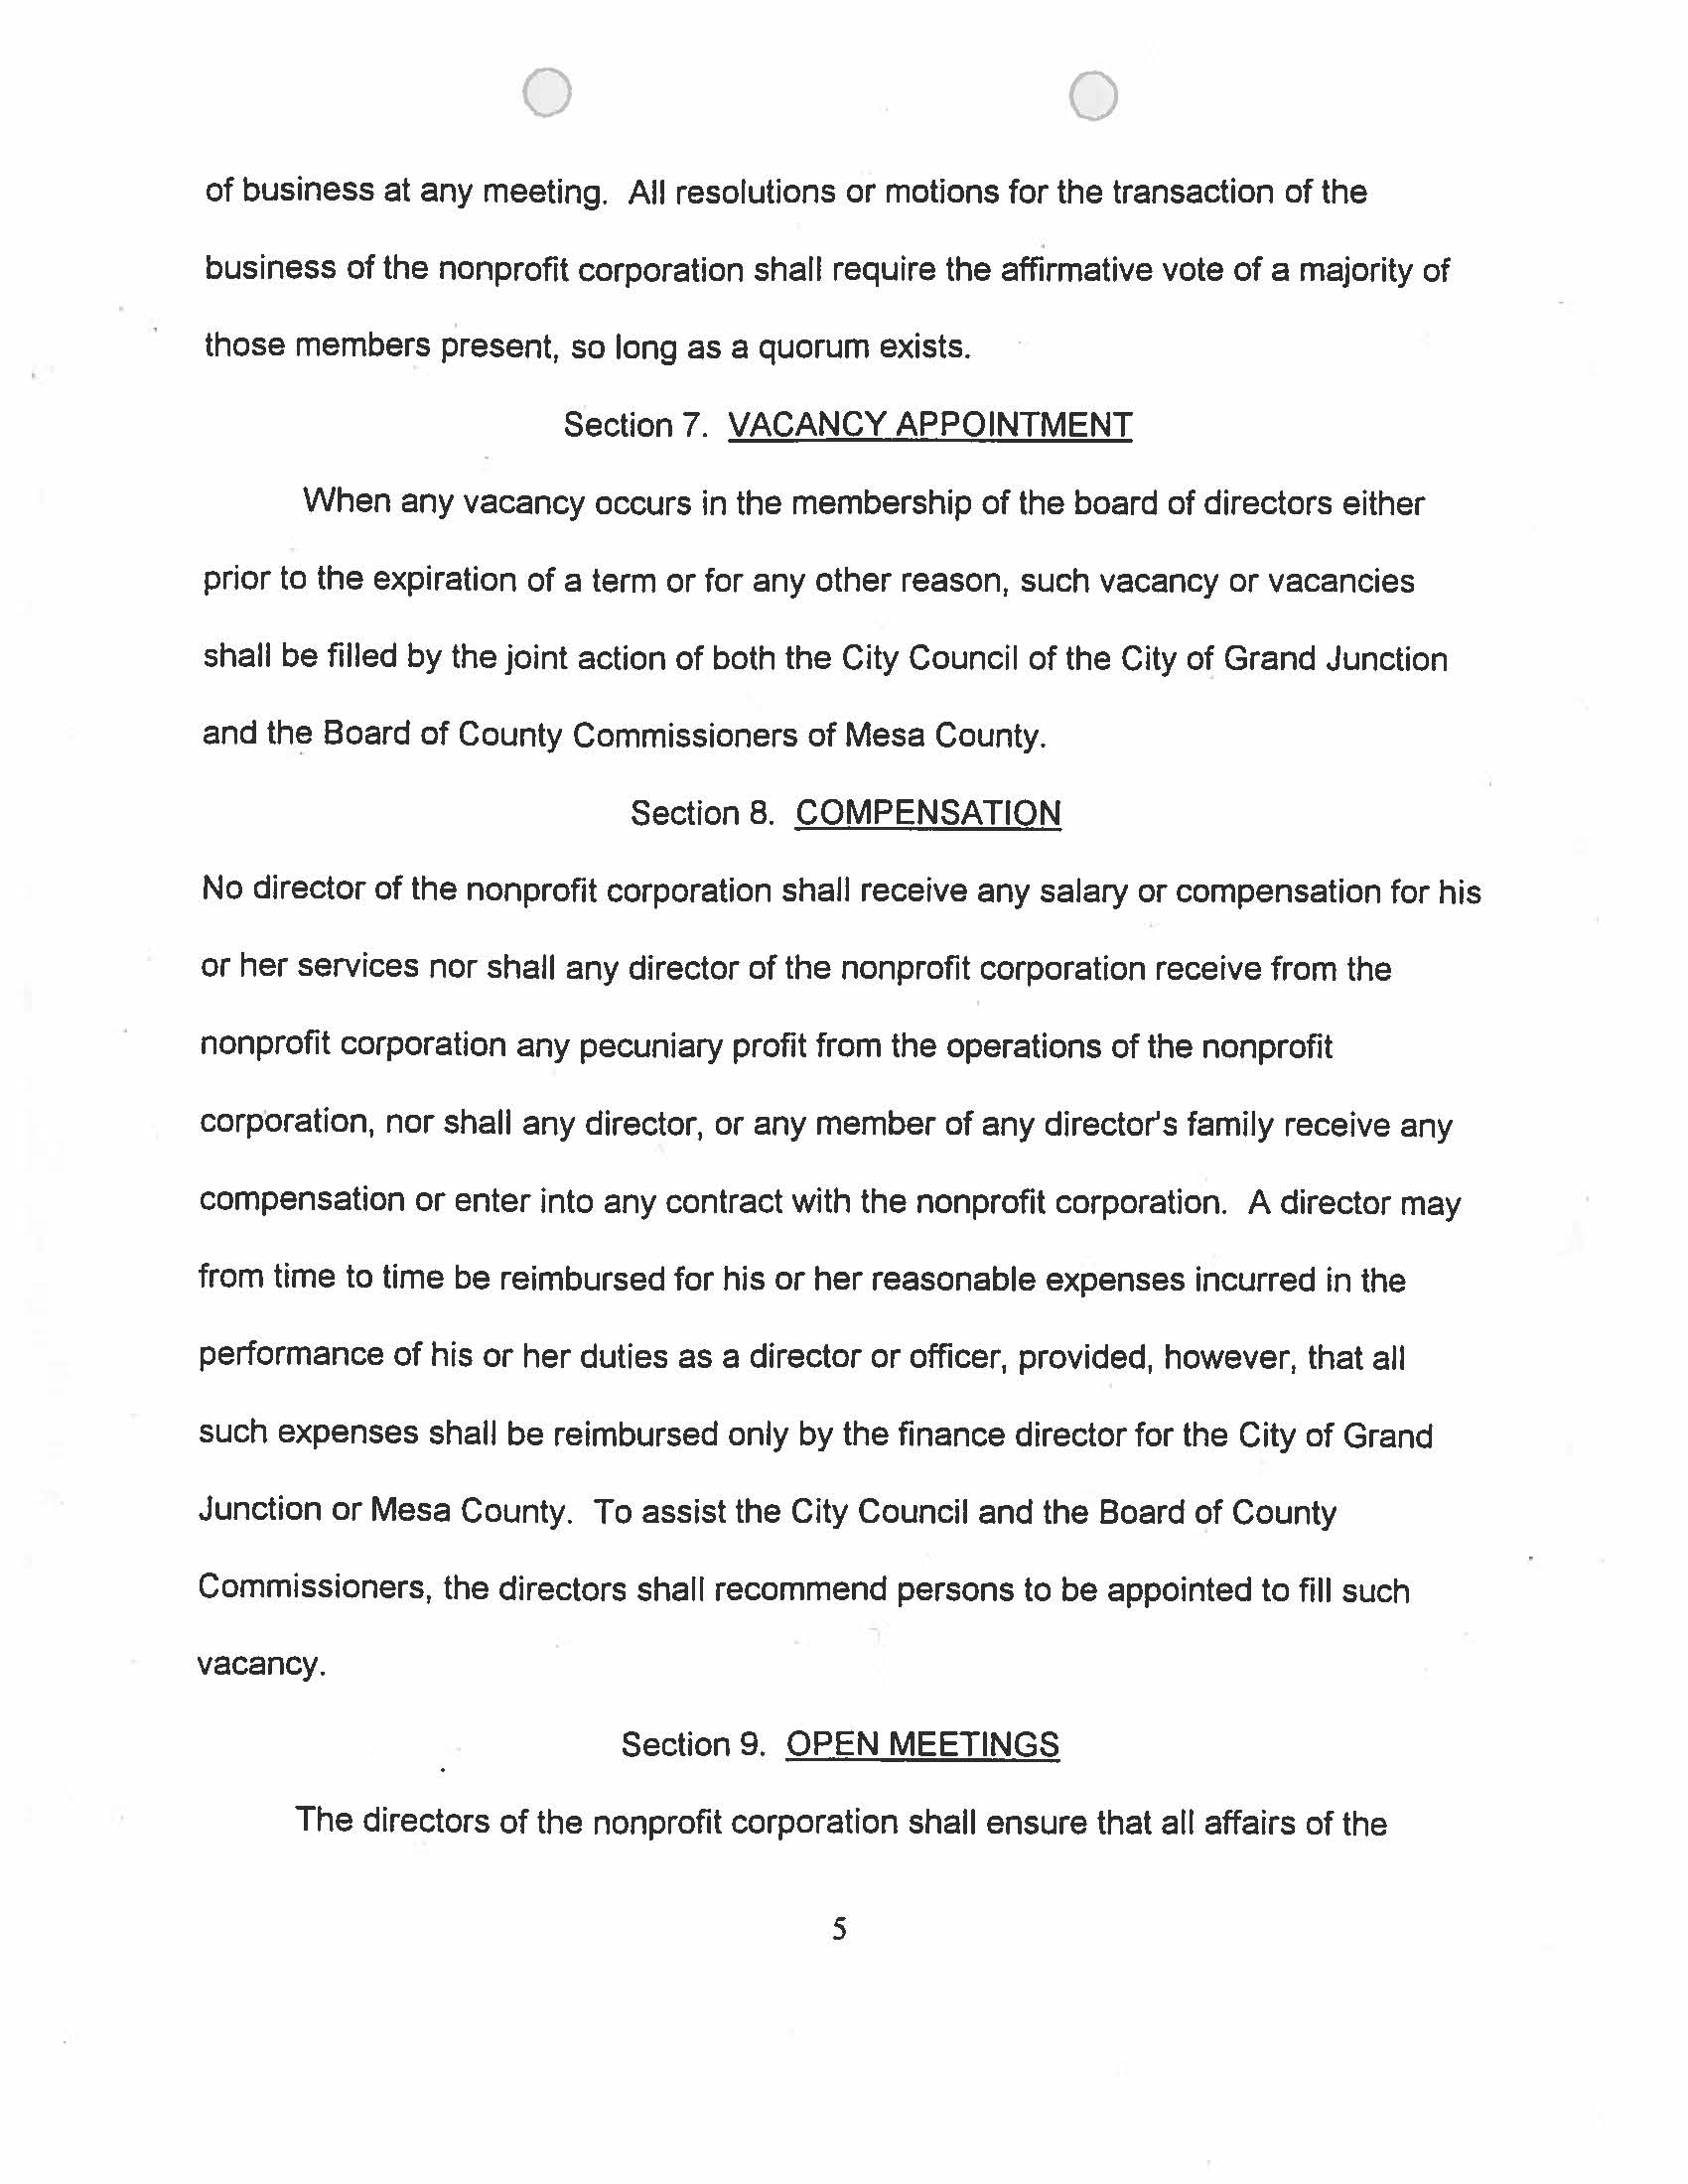 of business at any meeting. All resolutions or motions for the transaction of the
business of the nonprofit corporation shall require the affirmative vote of a majority of
those members present, so long as a quorum exists.
Section 7. VACANCY APPOINTMENT
When any vacancy occurs in the membership of the board of directors either
prior to the expiration of a term or for any other reason, such vacancy or vacancies
shall be filled by the joint action of both the City Council of the City of Grand Junction
and the Board of County Commissioners of Mesa County.
Section 8. COMPENSATION
No director of the nonprofit corporation shall receive any salary or compensation for his
or her services nor shall any director of the nonprofit corporation receive from the
nonprofit corporation any pecuniary profit from the operations of the nonprofit
corporation, nor shall any director, or any member of any director's family receive any
compensation or enter into any contract with the nonprofit corporation. A director may
from time to time be reimbursed for his or her reasonable expenses incurred in the
performance of his or her duties as a director or officer, provided, however, that all
such expenses shall be reimbursed only by the finance director for the City of Grand
Junction or Mesa County. To assist the City Council and the Board of County
Commissioners, the directors shall recommend persons to be appointed to fill such
vacancy.
Section 9. OPEN MEETINGS
The directors of the nonprofit corporation shall ensure that all affairs of the
5